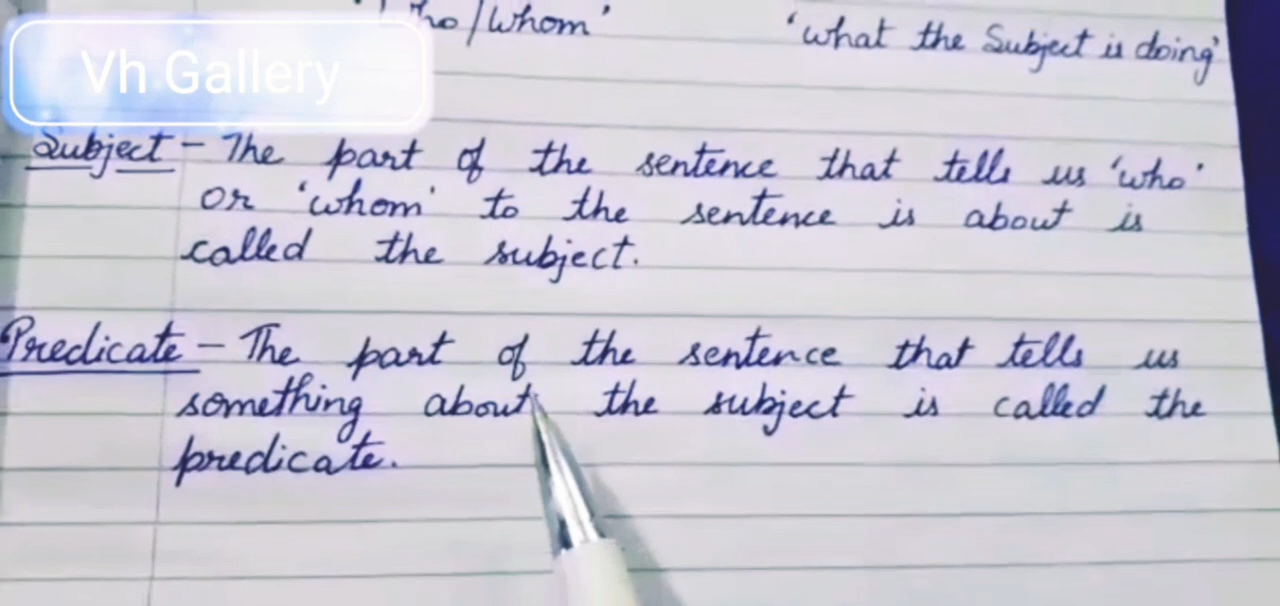 /Whom' 'what the Subject is doing'
Vh Gallery
Subject - The part of the sentence that tells us 'who'
or 'whom' to the sentence is about is
called the subject.
Predicate - The part of the sentence that tells us
something about the subject is called the
predicate.